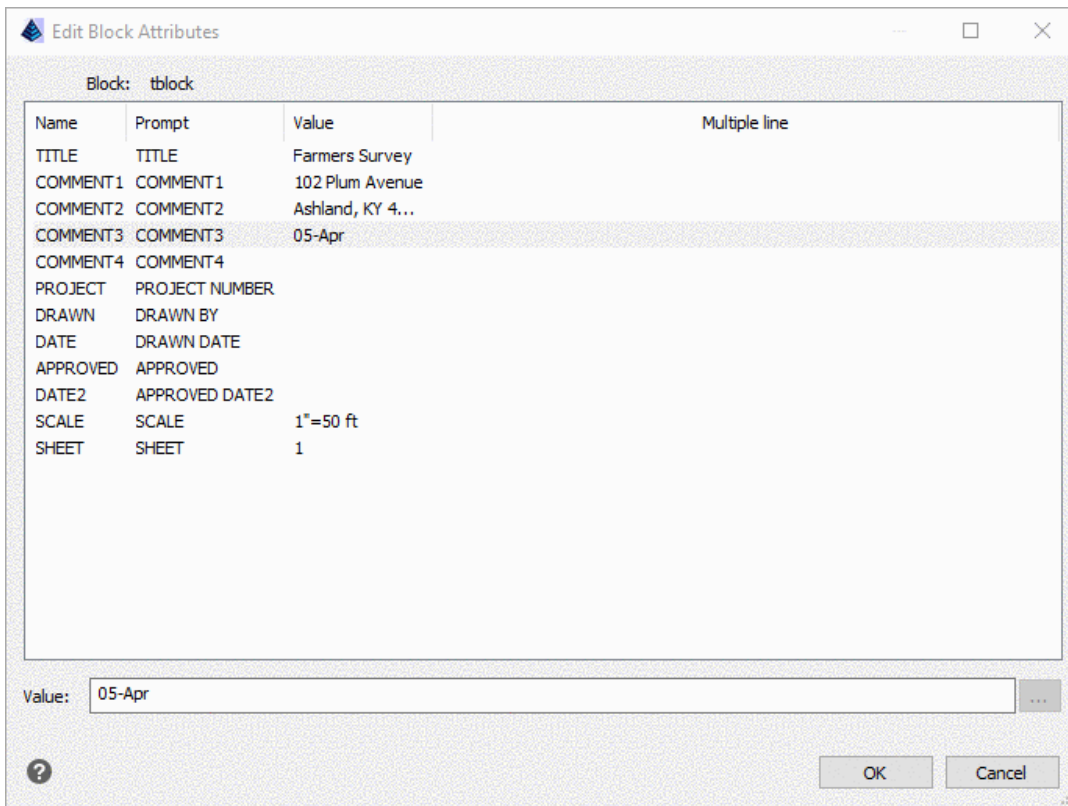 Edit Block Attributes
Block: tblock
Name Prompt Value Multiple line
TITLE TITLE Farmers Survey
COMMENT1 COMMENT1 102 Plum Avenue
COMMENT2 COMMENT2 Ashland, KY 4...
COMMENT3 COMMENT3 05-Apr
COMMENT4 COMMENT4
PROJECT PROJECT NUMBER
DRAWN DRAWN BY
DATE DRAWN DATE
APPROVED APPROVED
DATE2 APPROVED DATE2
SCALE SCALE 1"=50 ft
SHEET SHEET 1
Value: 05-Apr ...
? OK Cancel